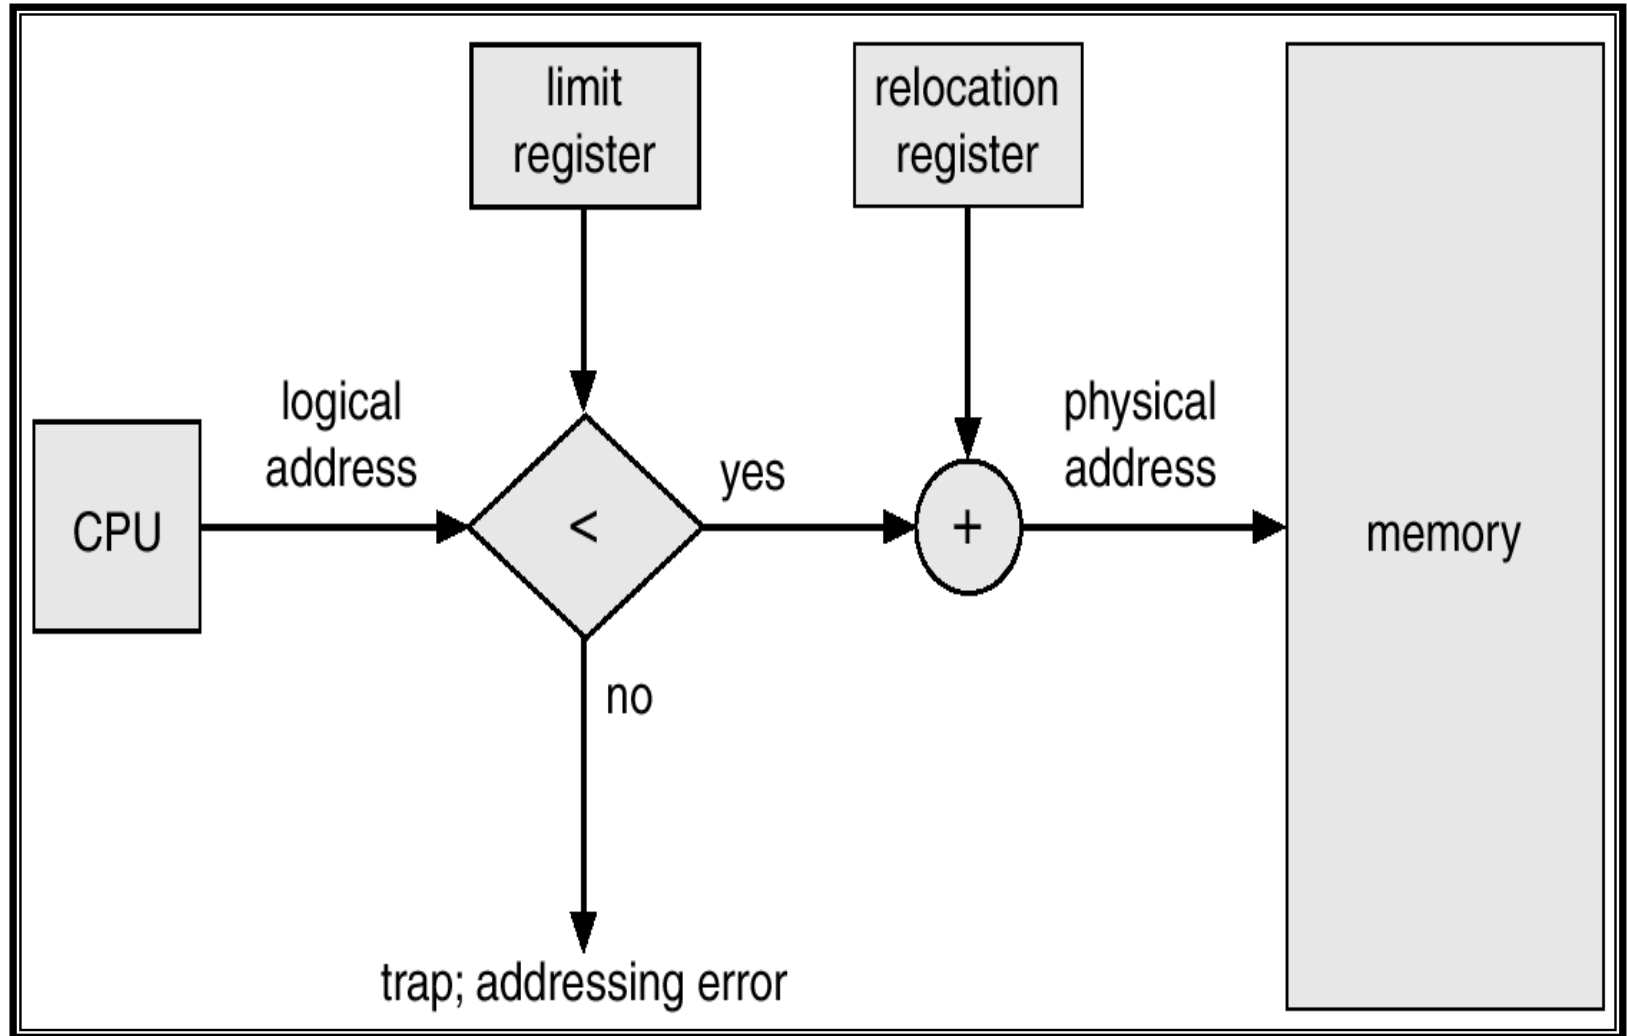 limit
register
relocation
register
logical
address
physical
address
CPU
<
yes
+
memory
no
trap; addressing error